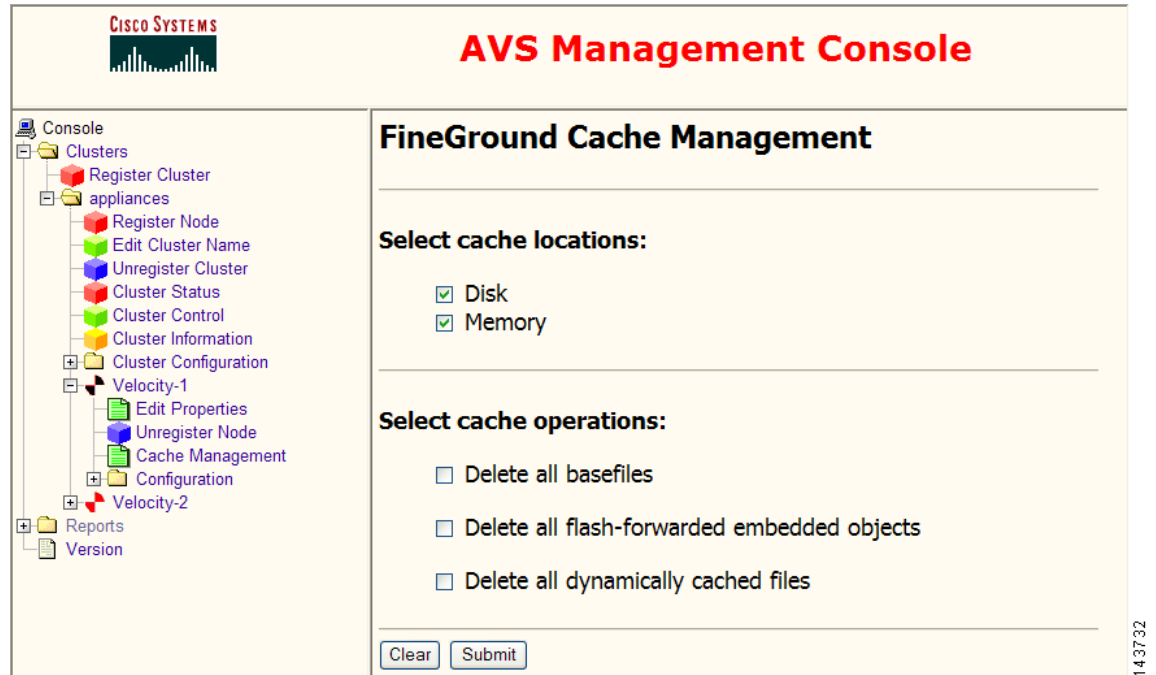 CISCO SYSTEMS
AVS Management Console
Console
Clusters
Register Cluster
appliances
Register Node
Edit Cluster Name
Unregister Cluster
Cluster Status
Cluster Control
Cluster Information
Cluster Configuration
Velocity-1
Edit Properties
Unregister Node
Cache Management
Configuration
Velocity-2
Reports
Version
FineGround Cache Management
Select cache locations:
Disk
Memory
Select cache operations:
Delete all basefiles
Delete all flash-forwarded embedded objects
Delete all dynamically cached files
Clear
Submit
143732